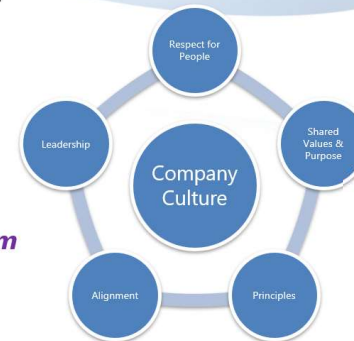 Respect for
People
Shared
Values &
Purpose
Leadership
Company
Culture
m
Alignment
Principles